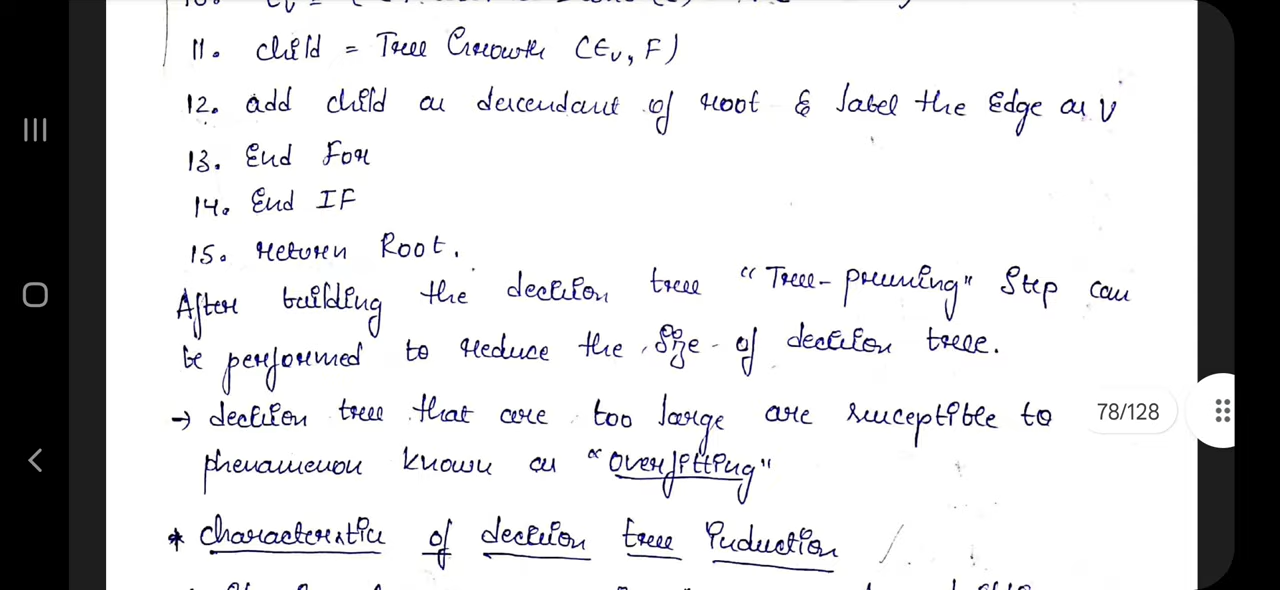 11. child = Tree Growth (Ev, F)
12. add child as descendant of root & label the Edge as V
13. End For
14. End IF
15. return Root.
After building the decision tree "Tree-pruning" Step can
be performed to reduce the size of decision tree.
→ decision tree that are too large are susceptible to
78/128
phenamenon known as "Overfitting"
* characteristic of decision tree Induction